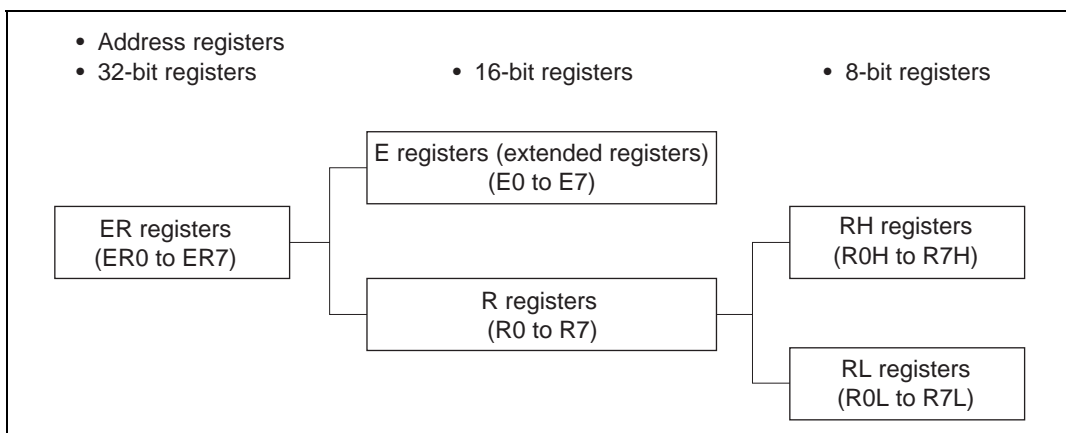 • Address registers
• 32-bit registers
• 16-bit registers
• 8-bit registers
E registers (extended registers)
(E0 to E7)
ER registers
(ER0 to ER7)
RH registers
(R0H to R7H)
R registers
(R0 to R7)
RL registers
(R0L to R7L)